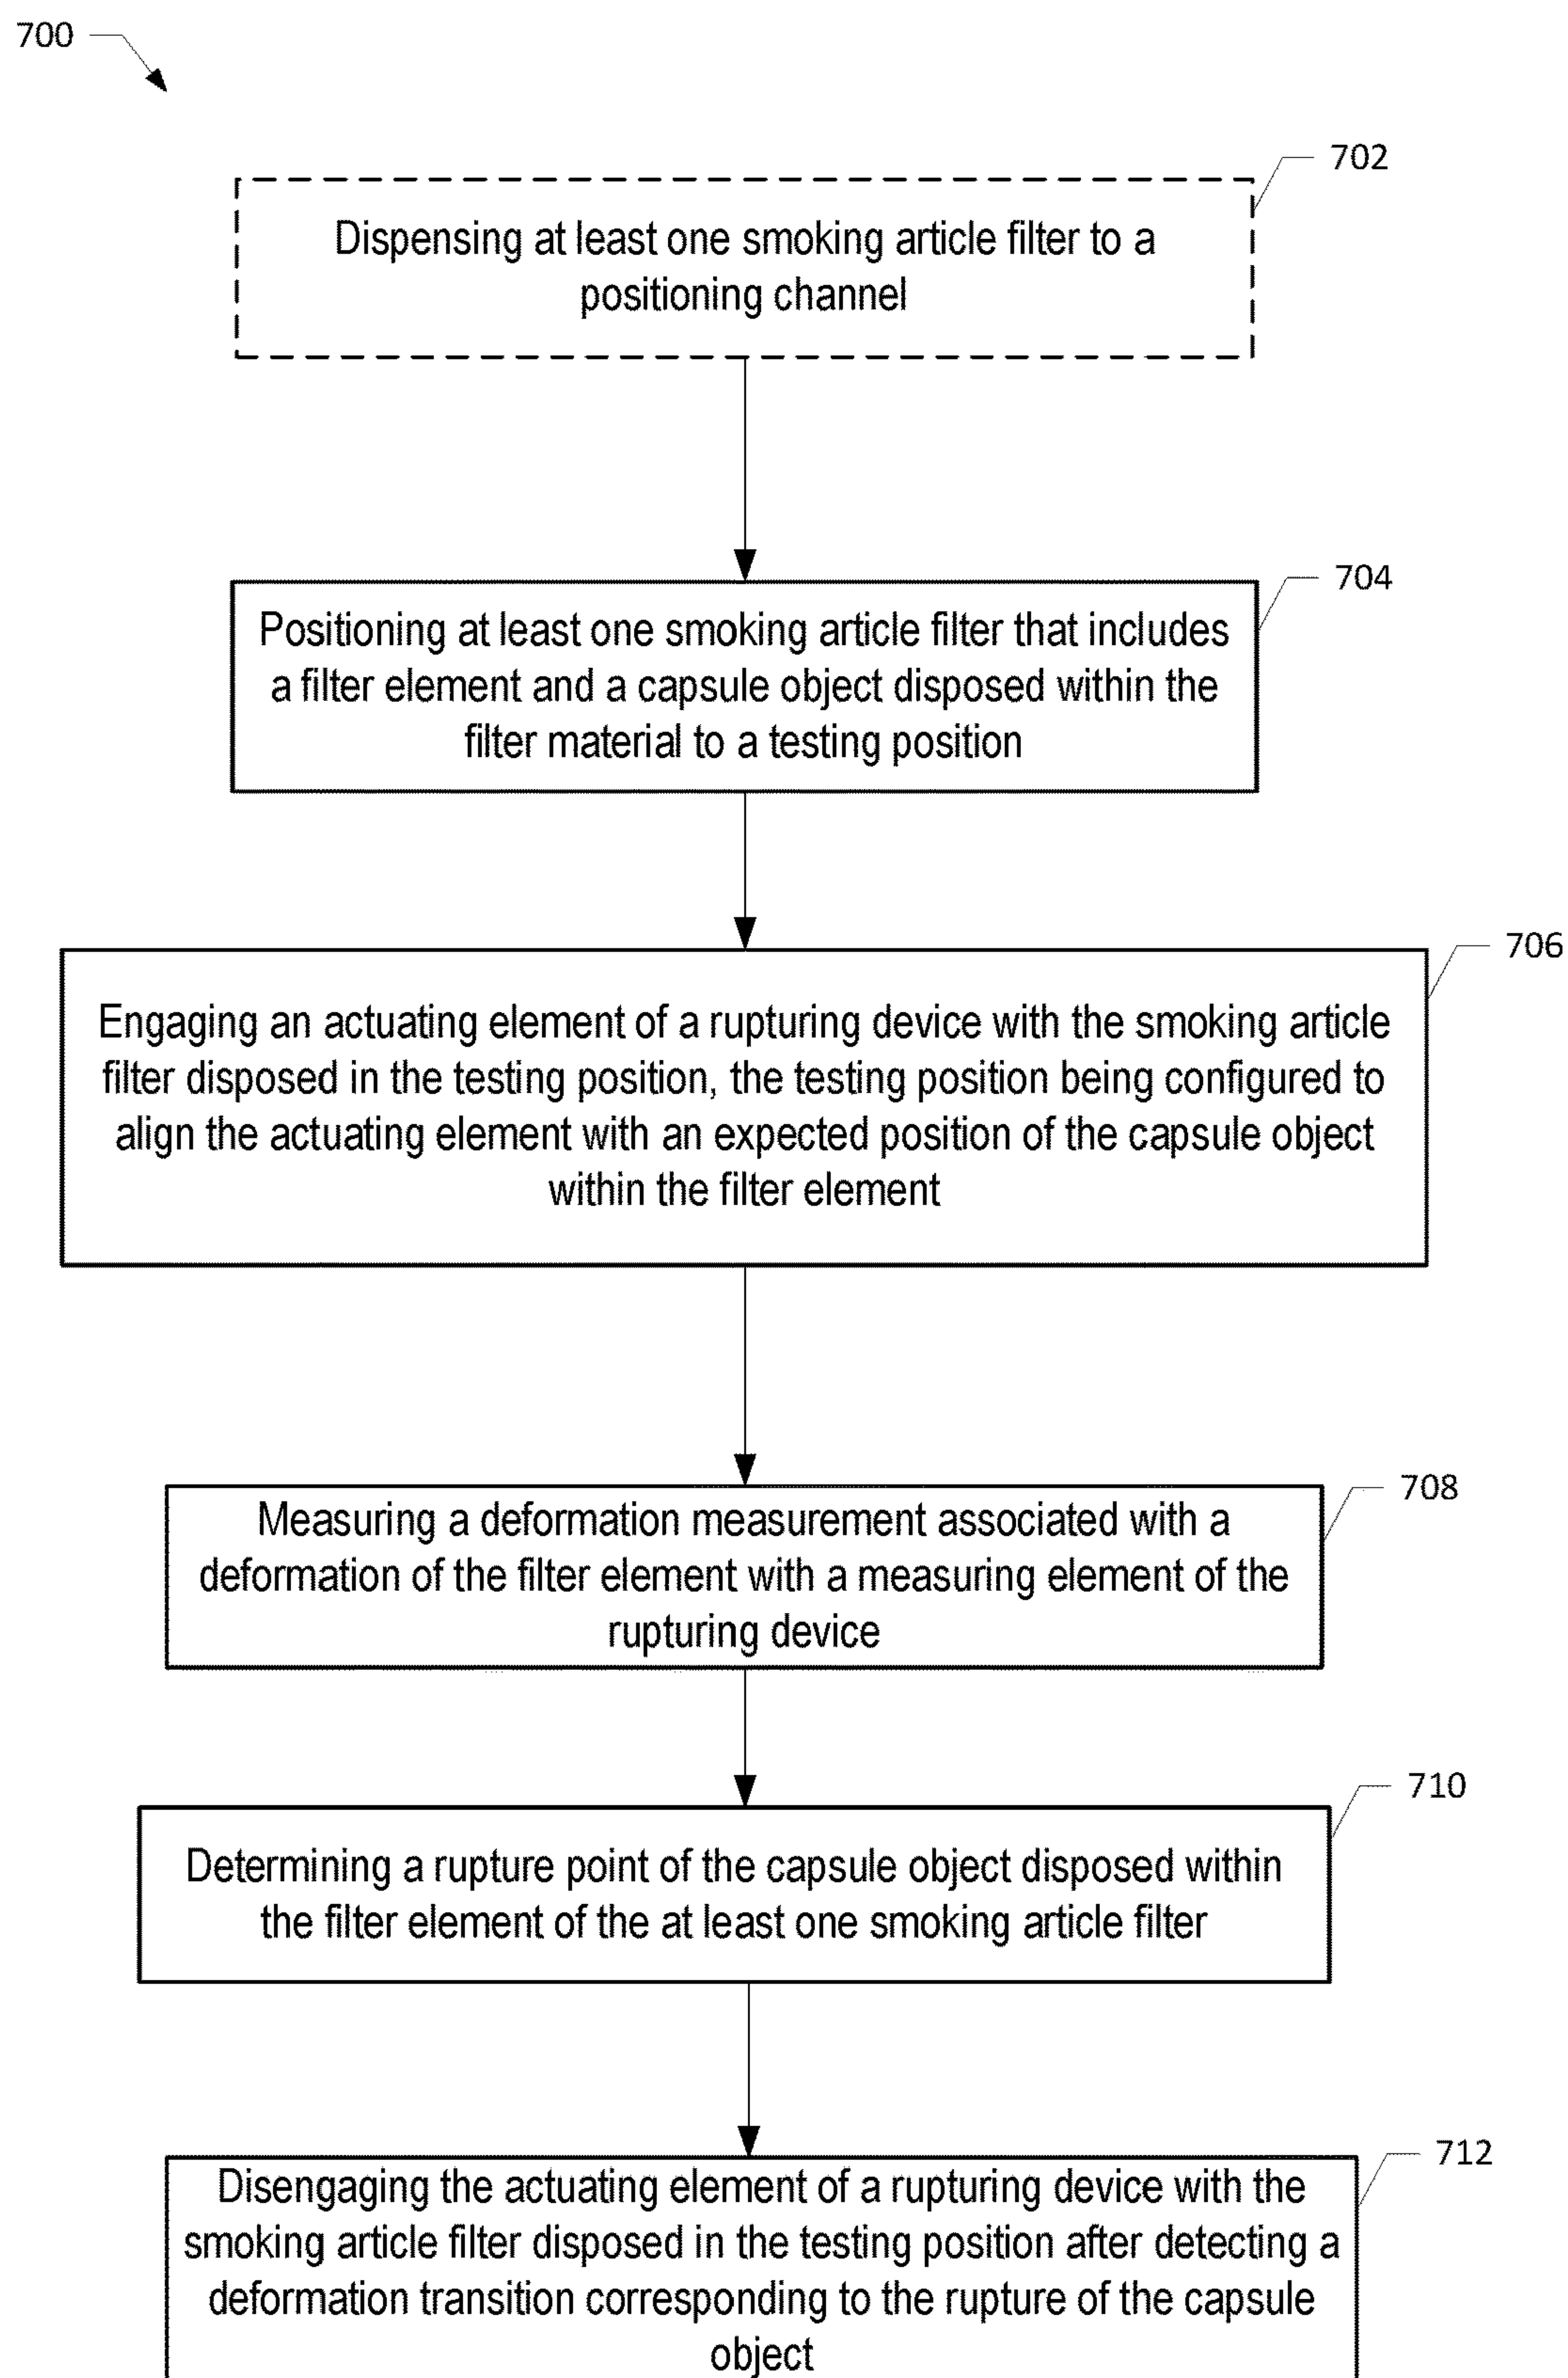 700
702
Dispensing at least one smoking article filter to a
positioning channel
704
Positioning at least one smoking article filter that includes
a filter element and a capsule object disposed within the
filter material to a testing position
706
Engaging an actuating element of a rupturing device with the smoking article
filter disposed in the testing position, the testing position being configured to
align the actuating element with an expected position of the capsule object
within the filter element
708
Measuring a deformation measurement associated with a
deformation of the filter element with a measuring element of the
rupturing device
710
Determining a rupture point of the capsule object disposed within
the filter element of the at least one smoking article filter
712
Disengaging the actuating element of a rupturing device with the
smoking article filter disposed in the testing position after detecting a
deformation transition corresponding to the rupture of the capsule
object